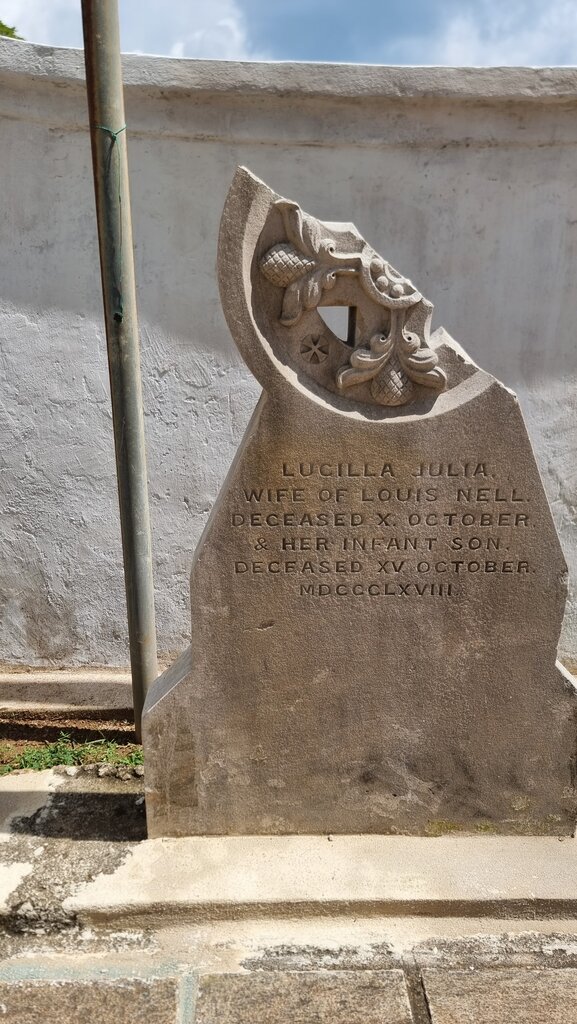 LUCILLA JULIA.
WIFE OF LOUIS NELL.
DECEASED X. OCTOBER.
& HER INFANT SON.
DECEASED XV. OCTOBER.
MDCCCLXVIII.